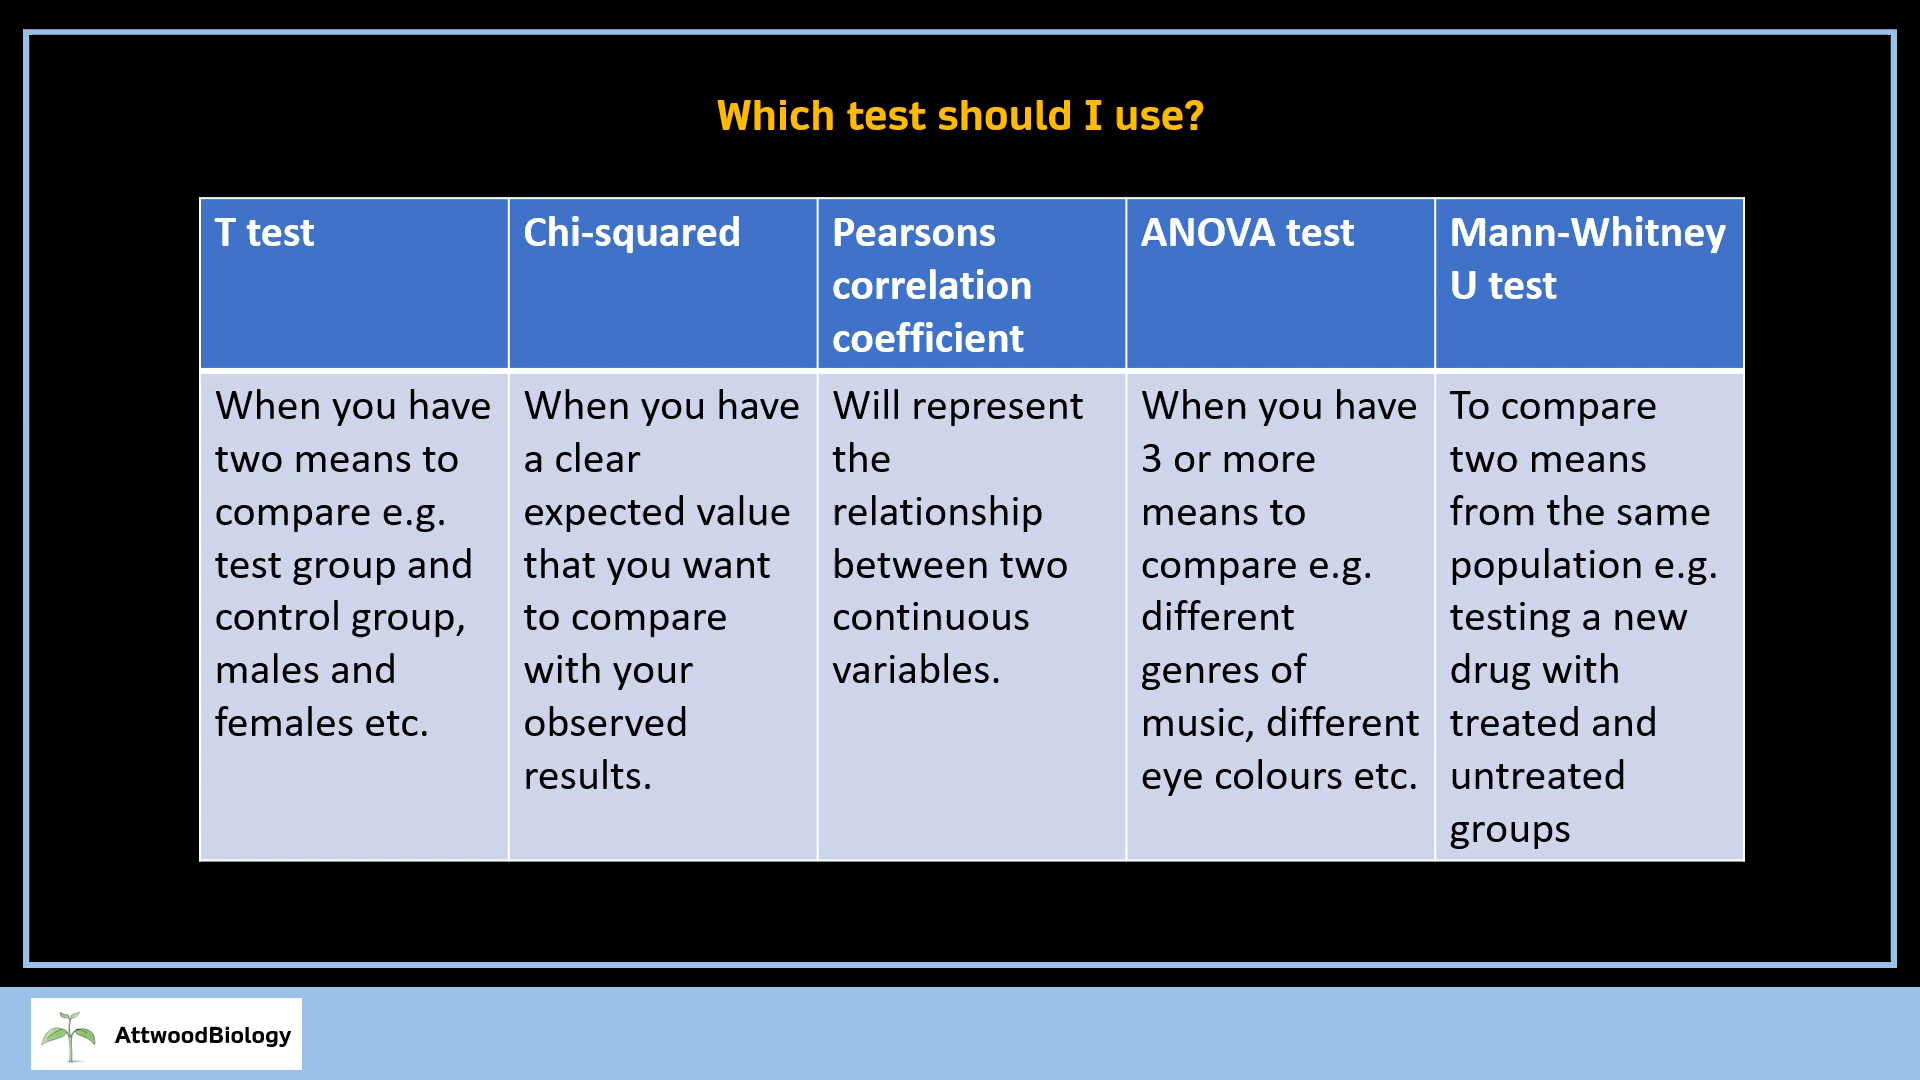 Which test should I use?
T test
Chi-squared
Pearsons
correlation
coefficient
ANOVA test
Mann-Whitney
U test
When you have
two means to
compare e.g.
test group and
control group,
males and
females etc.
When you have
a clear
expected value
that you want
to compare
with your
observed
results.
Will represent
the
relationship
between two
continuous
variables.
When you have
3 or more
means to
compare e.g.
different
genres of
music, different
eye colours etc.
To compare
two means
from the same
population e.g.
testing a new
drug with
treated and
untreated
groups
AttwoodBiology